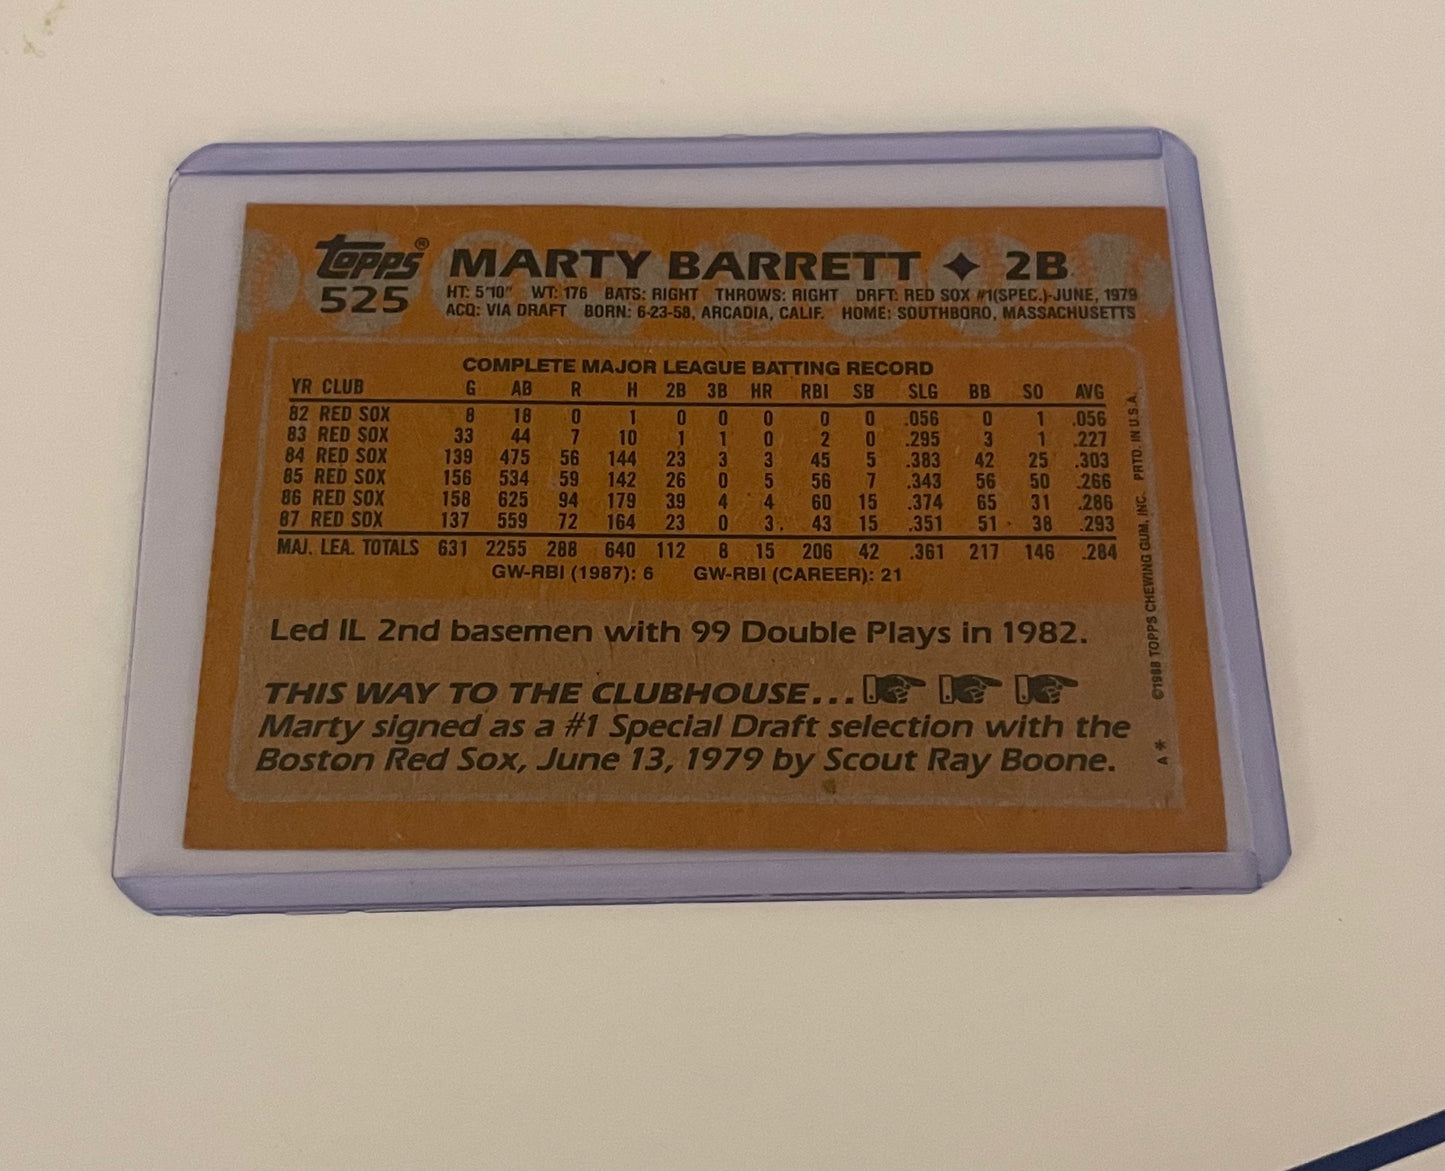 topps® MARTY BARRETT ✦ 2B
525 HT: 5'10" WT: 176 BATS: RIGHT THROWS: RIGHT DRFT: RED SOX #1(SPEC.)-JUNE, 1979
ACQ: VIA DRAFT BORN: 6-23-58, ARCADIA, CALIF. HOME: SOUTHBORO, MASSACHUSETTS
COMPLETE MAJOR LEAGUE BATTING RECORD
YR CLUB G AB R H 2B 3B HR RBI SB SLG BB SO AVG
82 RED SOX 8 18 0 1 0 0 0 0 0 .056 0 1 .056
83 RED SOX 33 44 7 10 1 1 0 2 0 .295 3 1 .227
84 RED SOX 139 475 56 144 23 3 3 45 5 .383 42 25 .303
85 RED SOX 156 534 59 142 26 0 5 56 7 .343 56 50 .266
86 RED SOX 158 625 94 179 39 4 4 60 15 .374 65 31 .286
87 RED SOX 137 559 72 164 23 0 3 43 15 .351 51 38 .293
MAJ. LEA. TOTALS 631 2255 288 640 112 8 15 206 42 .361 217 146 .284
GW-RBI (1987): 6 GW-RBI (CAREER): 21
Led IL 2nd basemen with 99 Double Plays in 1982.
THIS WAY TO THE CLUBHOUSE...
Marty signed as a #1 Special Draft selection with the
Boston Red Sox, June 13, 1979 by Scout Ray Boone.
A* ©1988 TOPPS CHEWING GUM, INC. PRTD. IN U.S.A.